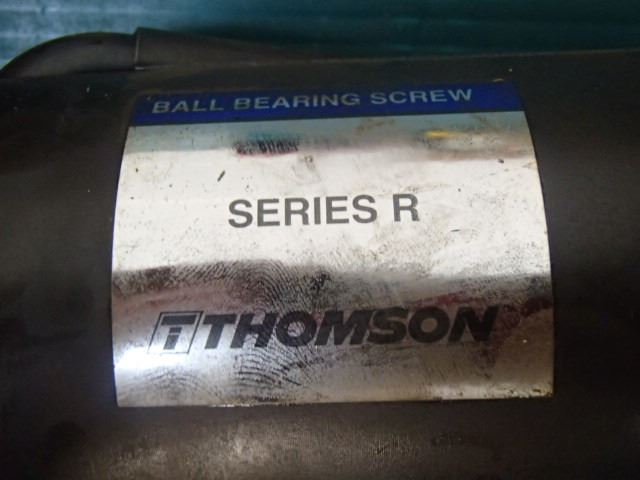 BALL BEARING SCREW
SERIES R
THOMSON